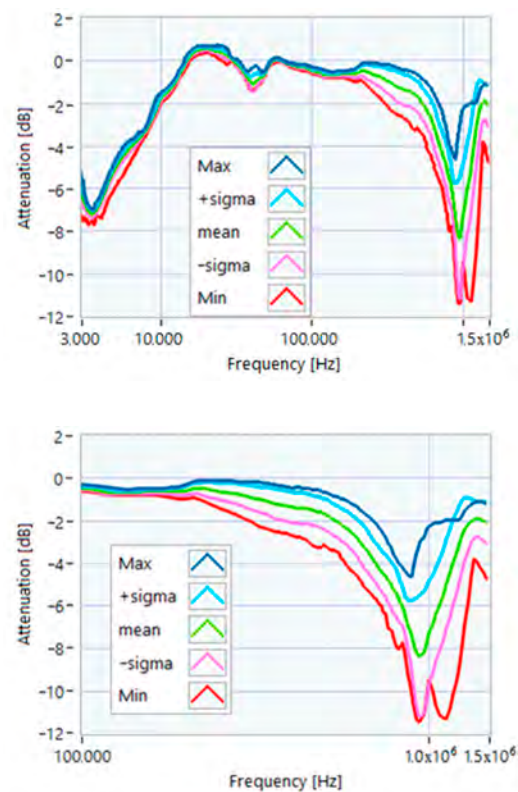 2
0
−2
−4
−6
−8
−10
−12
Attenuation [dB]
Max
+sigma
mean
−sigma
Min
3.000 10.000 100.000 1.5x10⁶
Frequency [Hz]
2
0
−2
−4
−6
−8
−10
−12
Attenuation [dB]
Max
+sigma
mean
−sigma
Min
100.000 1.0x10⁶ 1.5x10⁶
Frequency [Hz]